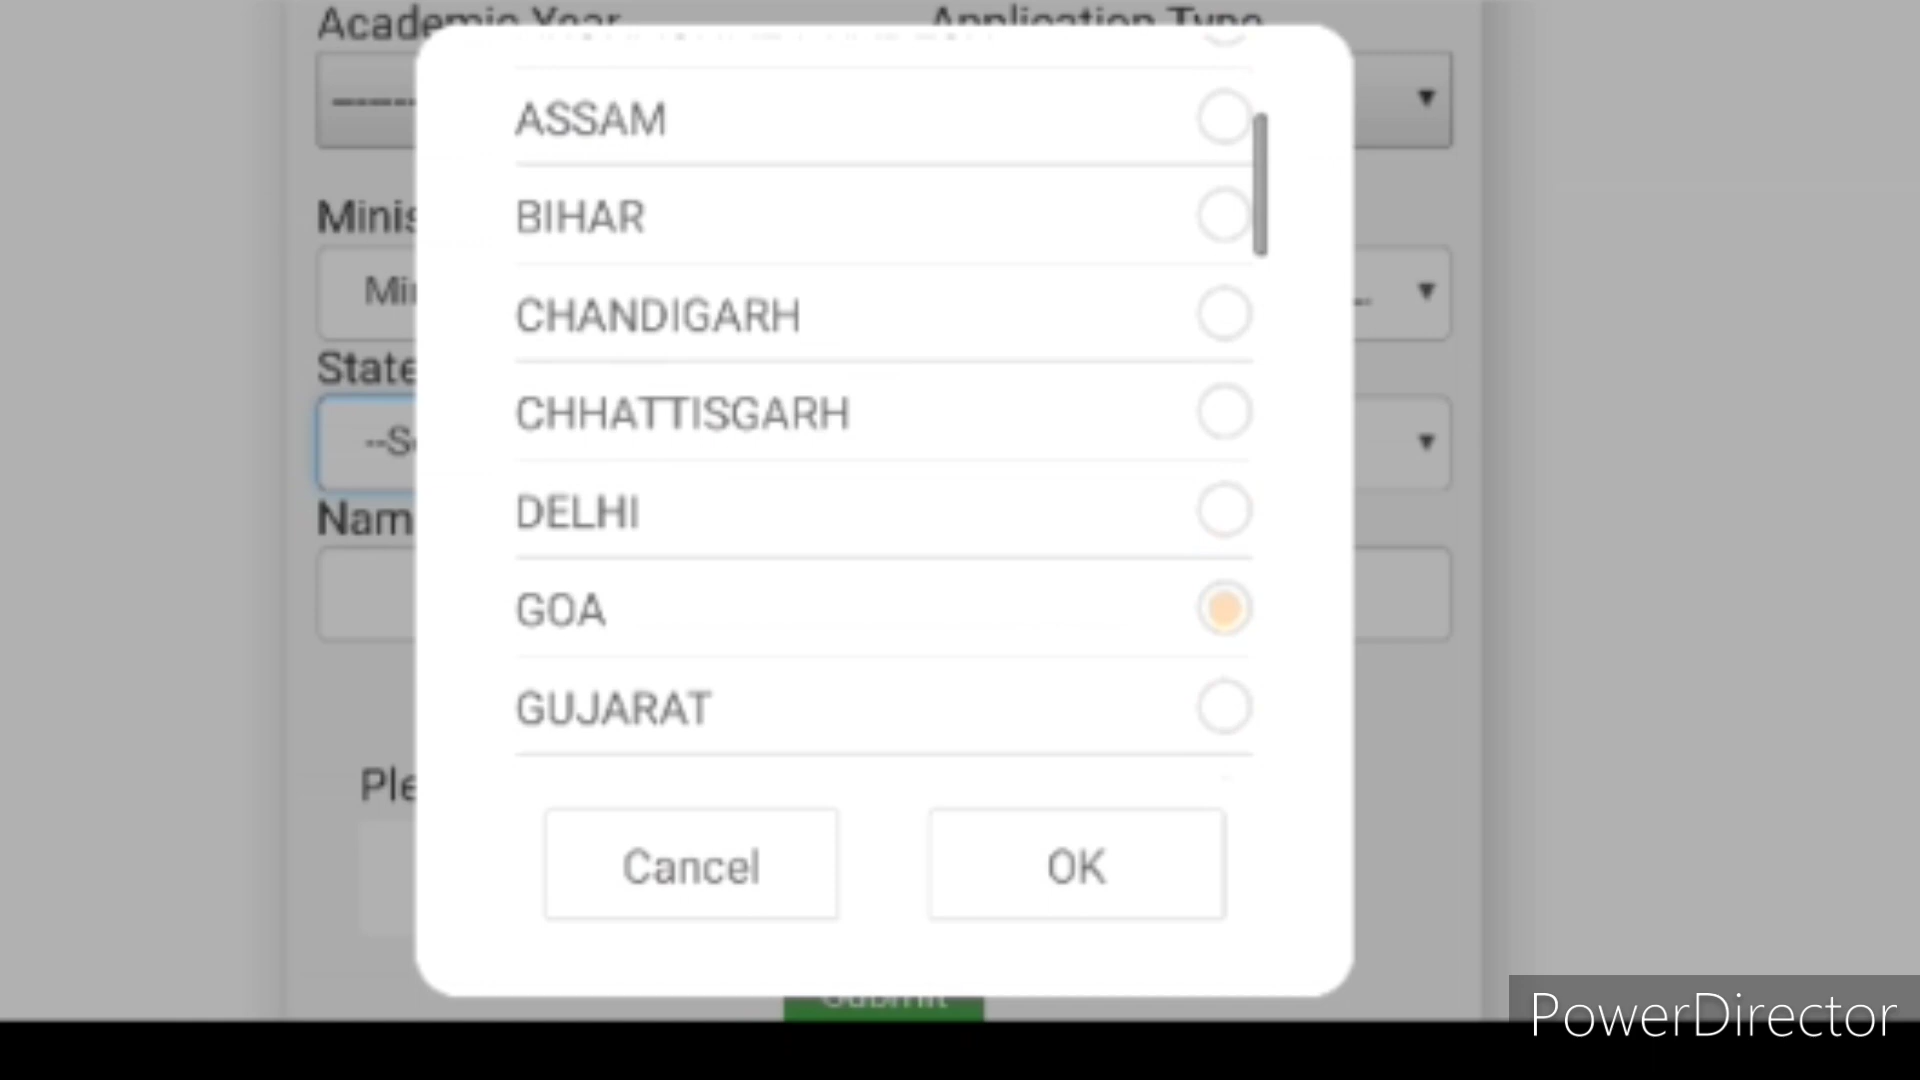 Academic Year Application Type
ASSAM
BIHAR
Minis
CHANDIGARH
Mi
State
CHHATTISGARH
--S
DELHI
Nam
GOA
GUJARAT
Ple
Cancel OK
Submit
PowerDirector